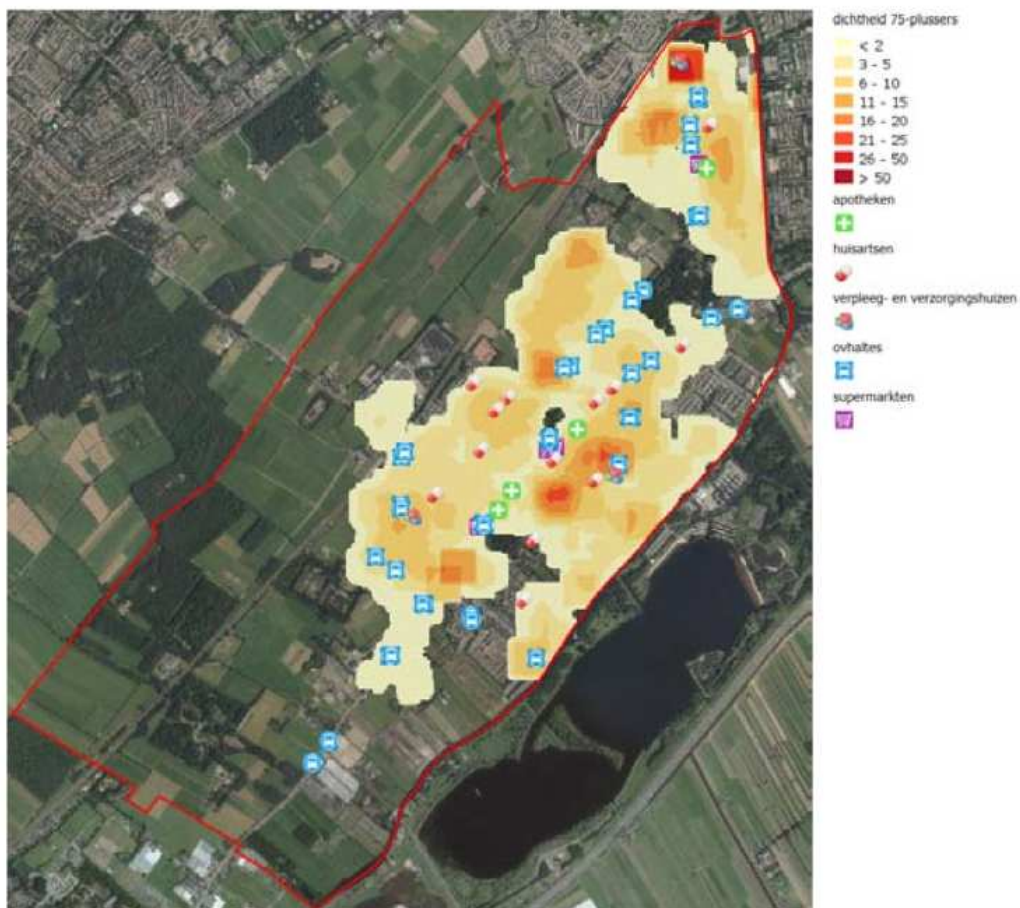 dichtheid 75-plussers
< 2
3 - 5
6 - 10
11 - 15
16 - 20
21 - 25
26 - 50
> 50
apotheken
huisartsen
verpleeg- en verzorgingshuizen
ovhaltes
supermarkten